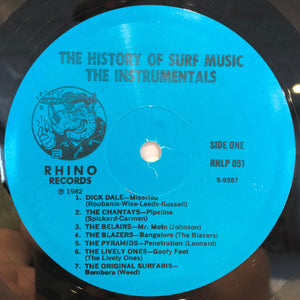 THE HISTORY OF SURF MUSIC
THE INSTRUMENTALS
SIDE ONE
RNLP 051
S-9387
RHINO
RECORDS
℗ 1982
1. DICK DALE—Miserlou
(Roubanis-Wise-Leeds-Russell)
2. THE CHANTAYS—Pipeline
(Spickard-Carmen)
3. THE BELAIRS—Mr. Moto (Johnson)
4. THE BLAZERS—Bangalore (The Blazers)
5. THE PYRAMIDS—Penetration (Leonard)
6. THE LIVELY ONES—Goofy Foot
(The Lively Ones)
7. THE ORIGINAL SURFARIS—
Bombora (Weed)